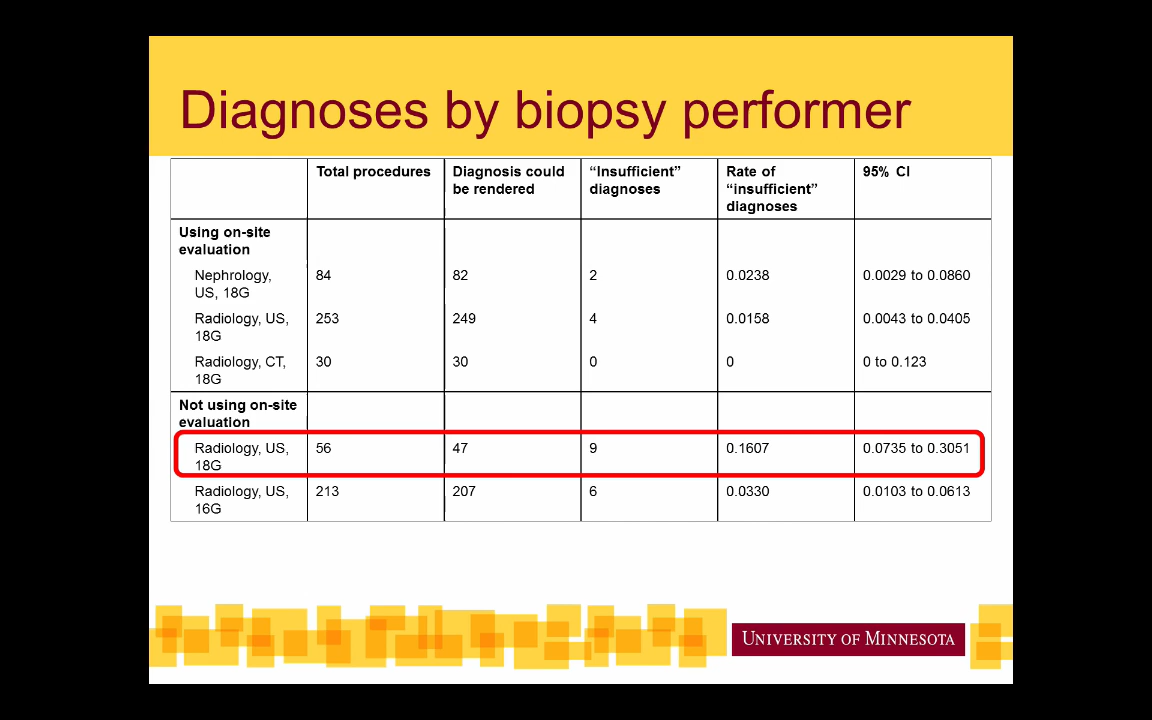 Diagnoses by biopsy performer
Total procedures Diagnosis could be rendered “Insufficient” diagnoses Rate of “insufficient” diagnoses 95% CI
Using on-site evaluation
Nephrology, US, 18G 84 82 2 0.0238 0.0029 to 0.0860
Radiology, US, 18G 253 249 4 0.0158 0.0043 to 0.0405
Radiology, CT, 18G 30 30 0 0 0 to 0.123
Not using on-site evaluation
Radiology, US, 18G 56 47 9 0.1607 0.0735 to 0.3051
Radiology, US, 16G 213 207 6 0.0330 0.0103 to 0.0613
UNIVERSITY OF MINNESOTA